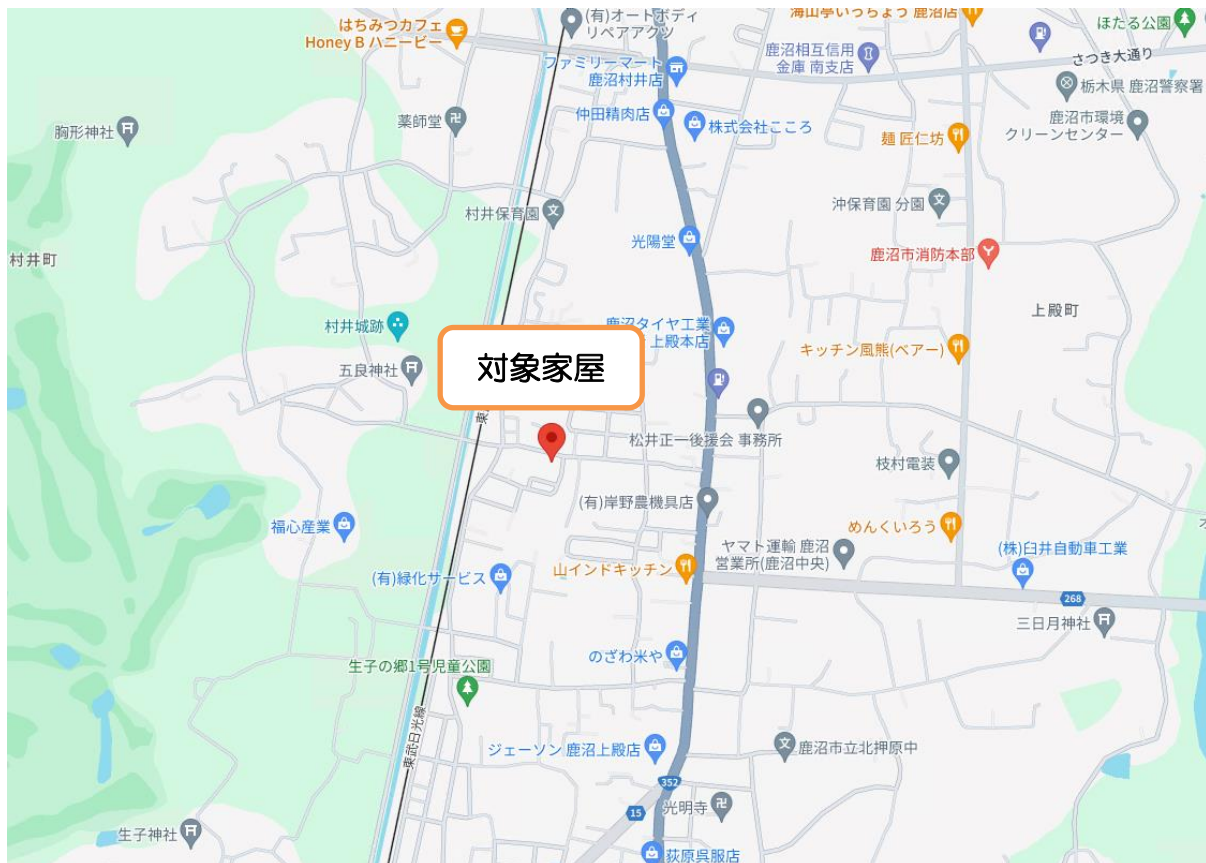 はちみつカフェ
Honey B ハニービー
(有)オートボディ
リペアアクソ
海山亭いっちょう 鹿沼店
ほたる公園
さつき大通り
鹿沼相互信用
金庫 南支店
ファミリーマート
鹿沼村井店
栃木県 鹿沼警察署
仲田精肉店
株式会社こころ
鹿沼市環境
クリーンセンター
胸形神社
薬師堂
麺 匠仁坊
村井保育園
沖保育園 分園
光陽堂
鹿沼市消防本部
村井町
上殿町
村井城跡
鹿沼タイヤ工業
上殿本店
キッチン風熊(ベアー)
五良神社
対象家屋
東
松井正一後援会 事務所
枝村電装
(有)岸野農機具店
福心産業
めんくいろう
ヤマト運輸 鹿沼
営業所(鹿沼中央)
(株)臼井自動車工業
山インドキッチン
(有)緑化サービス
268
三日月神社
のざわ米や
生子の郷1号児童公園
東武日光線
ジェーソン 鹿沼上殿店
鹿沼市立北押原中
352
15
光明寺
生子神社
荻原呉服店